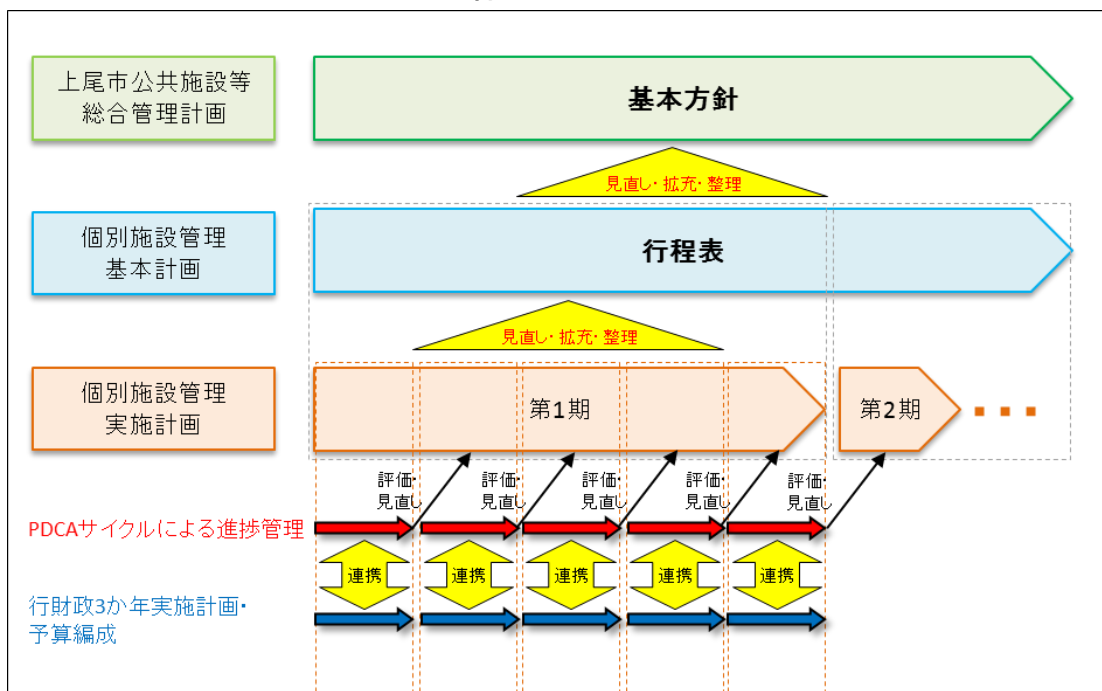 上尾市公共施設等
総合管理計画
基本方針
見直し・拡充・整理
個別施設管理
基本計画
行程表
見直し・拡充・整理
個別施設管理
実施計画
第1期
第2期
評価・
見直し
評価・
見直し
評価・
見直し
評価・
見直し
評価・
見直し
PDCAサイクルによる進捗管理
連携
連携
連携
連携
連携
行財政3か年実施計画・
予算編成